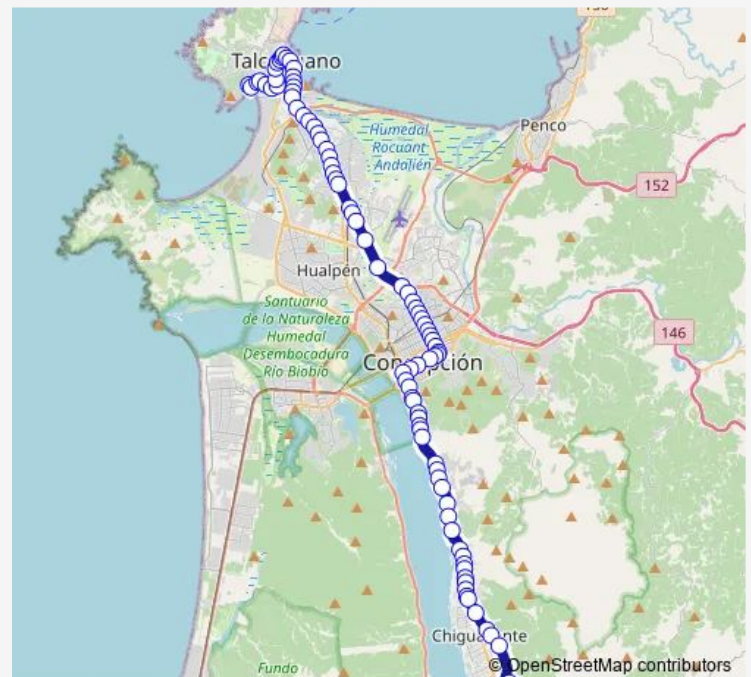 Talcahuano
Penco
Humedal
Rocuant
Andalién
152
Hualpén
Santuario
de la Naturaleza
Humedal
Desembocadura
Río Biobío
146
Concepción
Chiguayante
Fundo
© OpenStreetMap contributors